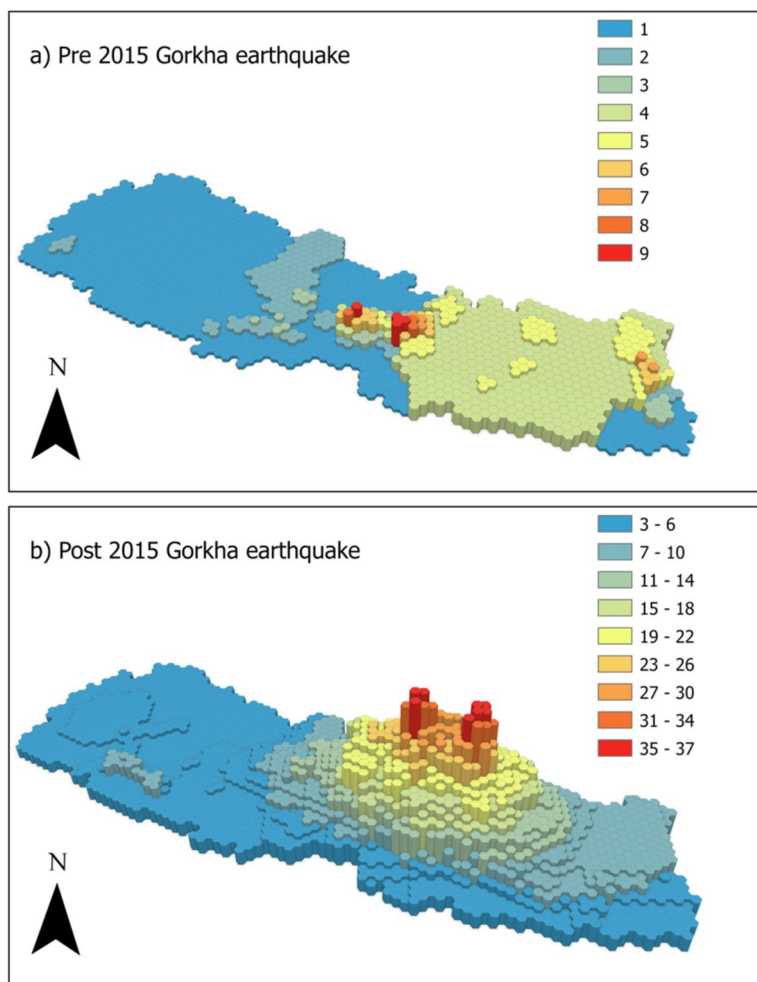 a) Pre 2015 Gorkha earthquake
1
2
3
4
5
6
7
8
9
N
b) Post 2015 Gorkha earthquake
3 - 6
7 - 10
11 - 14
15 - 18
19 - 22
23 - 26
27 - 30
31 - 34
35 - 37
N